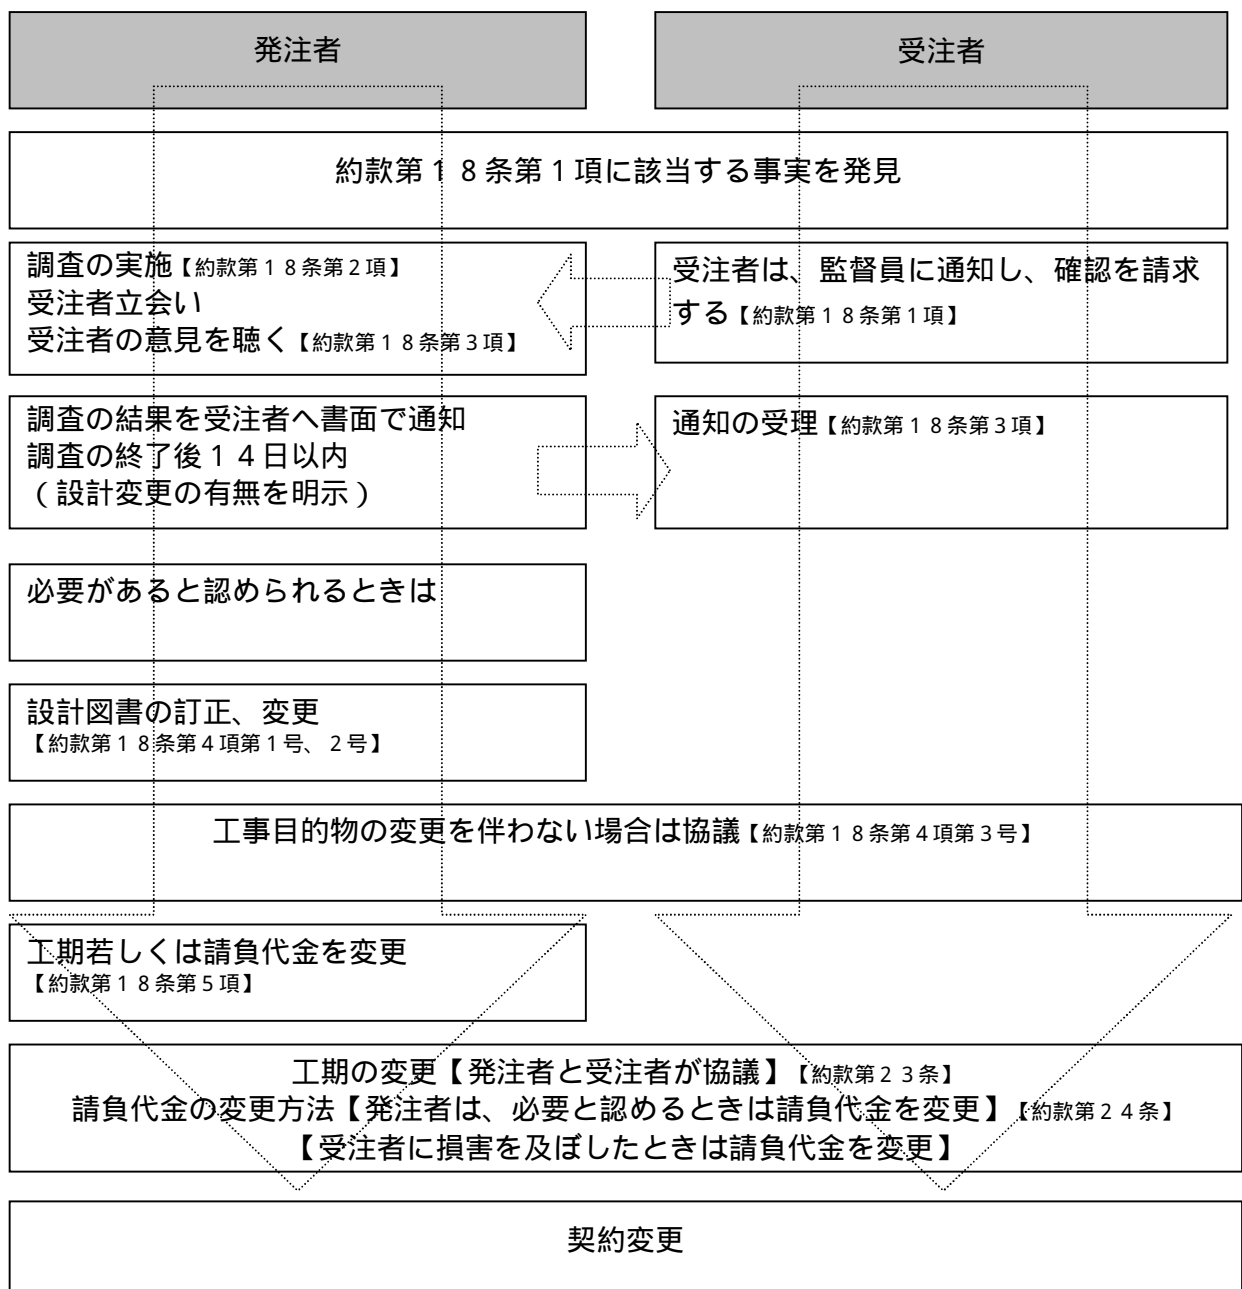 発注者
受注者
約款第１８条第１項に該当する事実を発見
調査の実施【約款第１８条第２項】
受注者立会い
受注者の意見を聴く【約款第１８条第３項】
受注者は、監督員に通知し、確認を請求
する【約款第１８条第１項】
調査の結果を受注者へ書面で通知
調査の終了後１４日以内
（設計変更の有無を明示）
通知の受理【約款第１８条第３項】
必要があると認められるときは
設計図書の訂正、変更
【約款第１８条第４項第１号、２号】
工事目的物の変更を伴わない場合は協議【約款第１８条第４項第３号】
工期若しくは請負代金を変更
【約款第１８条第５項】
工期の変更【発注者と受注者が協議】【約款第２３条】
請負代金の変更方法【発注者は、必要と認めるときは請負代金を変更】【約款第２４条】
【受注者に損害を及ぼしたときは請負代金を変更】
契約変更